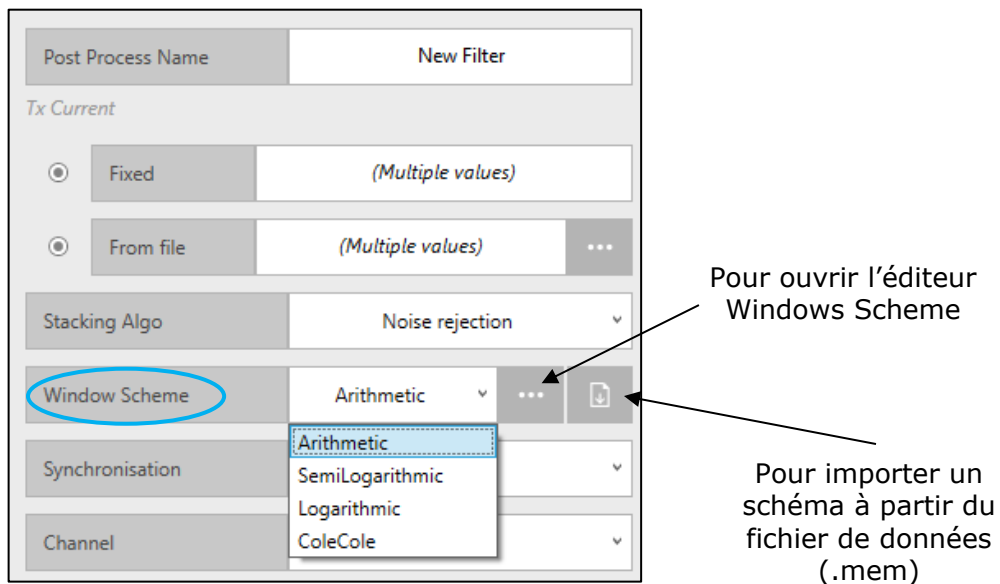 Post Process Name
New Filter
Tx Current
Fixed
(Multiple values)
From file
(Multiple values)
Stacking Algo
Noise rejection
Window Scheme
Arithmetic
Arithmetic
SemiLogarithmic
Logarithmic
ColeCole
Synchronisation
Channel
Pour ouvrir l’éditeur
Windows Scheme
Pour importer un
schéma à partir du
fichier de données
(.mem)